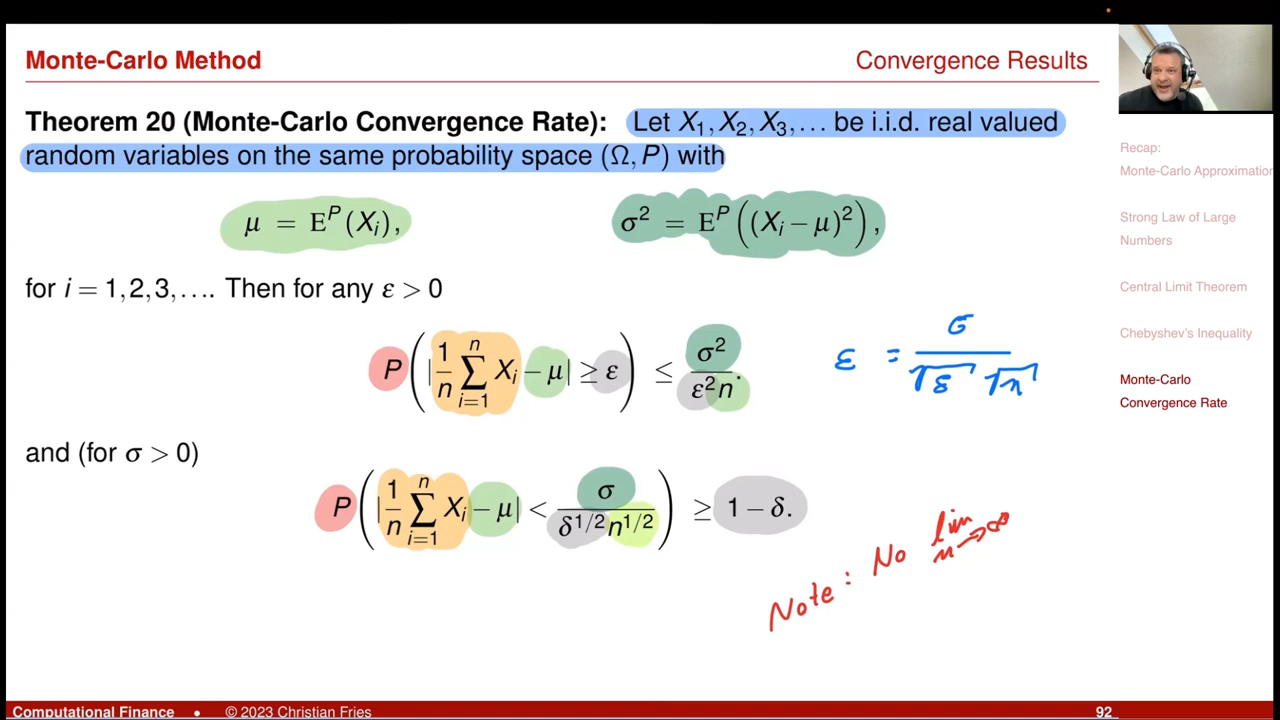 Monte-Carlo Method
Convergence Results
Theorem 20 (Monte-Carlo Convergence Rate): Let X₁, X₂, X₃, … be i.i.d. real valued
random variables on the same probability space (Ω, P) with
μ = Eᴾ(Xᵢ),
σ² = Eᴾ((Xᵢ − μ)²),
for i = 1, 2, 3, …. Then for any ε > 0
P(|1/n ∑ᵢ₌₁ⁿ Xᵢ − μ| ≥ ε) ≤ σ²/(ε²n).
ε = σ/(√ε √n)
and (for σ > 0)
P(|1/n ∑ᵢ₌₁ⁿ Xᵢ − μ| < σ/(δ^{1/2} n^{1/2})) ≥ 1 − δ.
Note: No lim n→∞
Recap:
Monte-Carlo Approximation
Strong Law of Large
Numbers
Central Limit Theorem
Chebyshev's Inequality
Monte-Carlo
Convergence Rate
Computational Finance • © 2023 Christian Fries
92